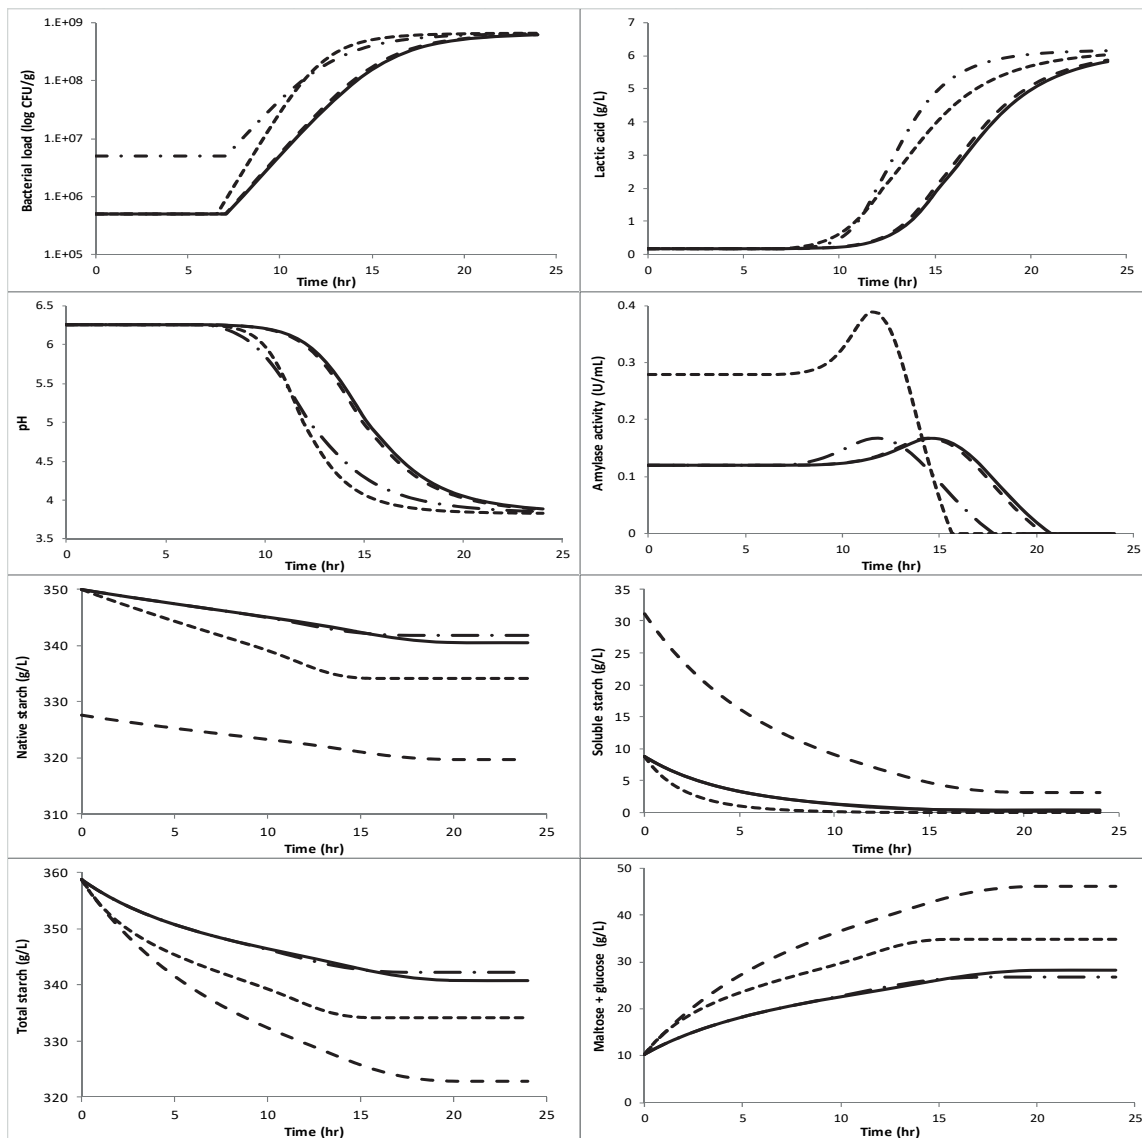 Bacterial load (log CFU/g)
1.E+09
1.E+08
1.E+07
1.E+06
1.E+05
0 5 10 15 20 25
Time (hr)
Lactic acid (g/L)
7
6
5
4
3
2
1
0
0 5 10 15 20 25
Time (hr)
pH
6.5
6
5.5
5
4.5
4
3.5
0 5 10 15 20 25
Time (hr)
Amylase activity (U/mL)
0.4
0.3
0.2
0.1
0
0 5 10 15 20 25
Time (hr)
Native starch (g/L)
350
340
330
320
310
0 5 10 15 20 25
Time (hr)
Soluble starch (g/L)
35
30
25
20
15
10
5
0
0 5 10 15 20 25
Time (hr)
Total starch (g/L)
360
350
340
330
320
0 5 10 15 20 25
Time (hr)
Maltose + glucose (g/L)
50
40
30
20
10
0
0 5 10 15 20 25
Time (hr)